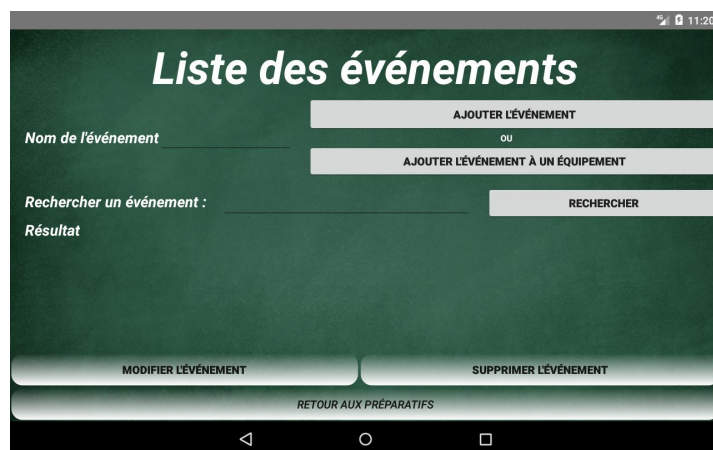 4G 11:20
Liste des événements
AJOUTER L'ÉVÉNEMENT
Nom de l'événement
OU
AJOUTER L'ÉVÉNEMENT À UN ÉQUIPEMENT
Rechercher un événement :
RECHERCHER
Résultat
MODIFIER L'ÉVÉNEMENT SUPPRIMER L'ÉVÉNEMENT
RETOUR AUX PRÉPARATIFS